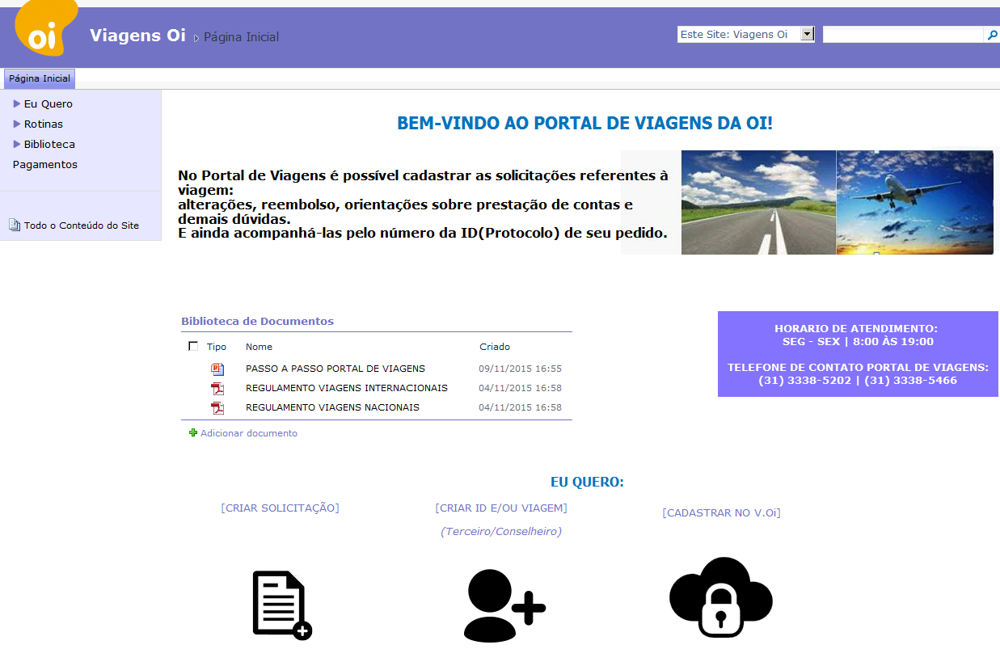 oi
Viagens Oi Página Inicial
Este Site: Viagens Oi
Página Inicial
Eu Quero
Rotinas
Biblioteca
Pagamentos
Todo o Conteúdo do Site
BEM-VINDO AO PORTAL DE VIAGENS DA OI!
No Portal de Viagens é possível cadastrar as solicitações referentes à
viagem:
alterações, reembolso, orientações sobre prestação de contas e
demais dúvidas.
E ainda acompanhá-las pelo número da ID(Protocolo) de seu pedido.
Biblioteca de Documentos
Tipo Nome Criado
PASSO A PASSO PORTAL DE VIAGENS 09/11/2015 16:55
REGULAMENTO VIAGENS INTERNACIONAIS 04/11/2015 16:58
REGULAMENTO VIAGENS NACIONAIS 04/11/2015 16:58
Adicionar documento
HORARIO DE ATENDIMENTO:
SEG - SEX | 8:00 ÀS 19:00
TELEFONE DE CONTATO PORTAL DE VIAGENS:
(31) 3338-5202 | (31) 3338-5466
EU QUERO:
[CRIAR SOLICITAÇÃO]
[CRIAR ID E/OU VIAGEM]
(Terceiro/Conselheiro)
[CADASTRAR NO V.Oi]